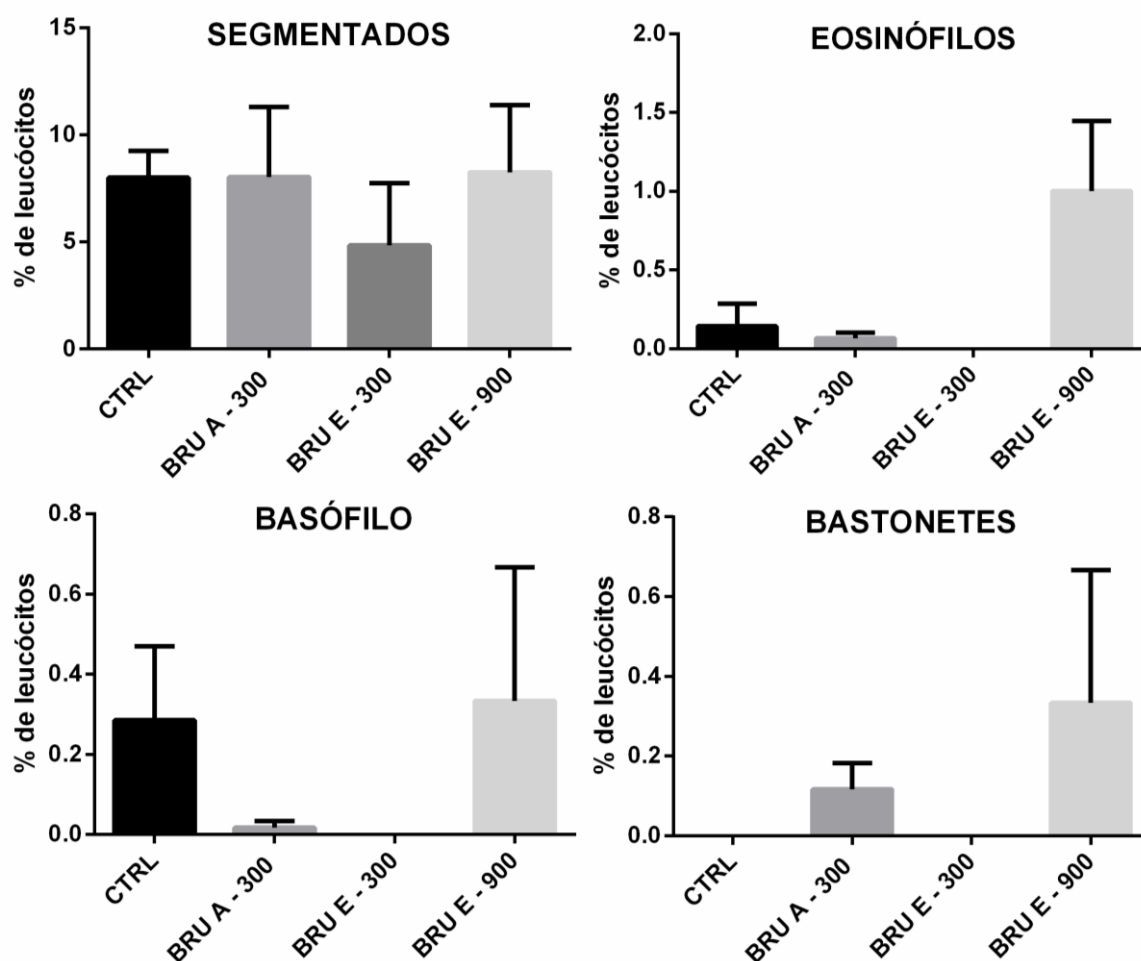 SEGMENTADOS
% de leucócitos
15
10
5
0
CTRL
BRU A - 300
BRU E - 300
BRU E - 900
EOSINÓFILOS
% de leucócitos
2.0
1.5
1.0
0.5
0.0
CTRL
BRU A - 300
BRU E - 300
BRU E - 900
BASÓFILO
% de leucócitos
0.8
0.6
0.4
0.2
0.0
CTRL
BRU A - 300
BRU E - 300
BRU E - 900
BASTONETES
% de leucócitos
0.8
0.6
0.4
0.2
0.0
CTRL
BRU A - 300
BRU E - 300
BRU E - 900